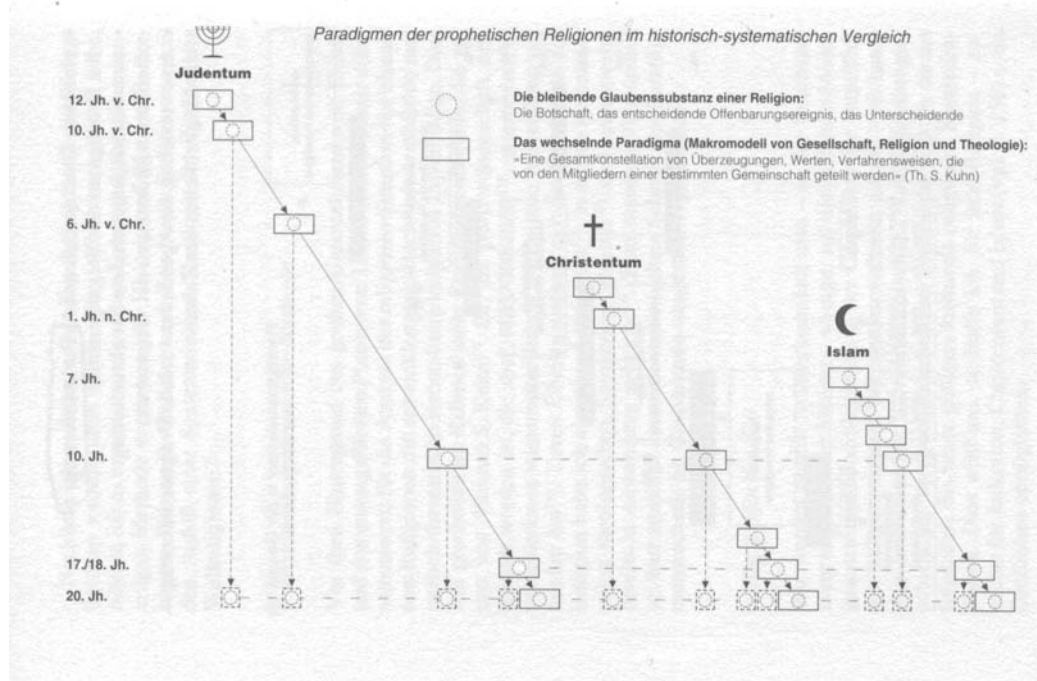 Paradigmen der prophetischen Religionen im historisch-systematischen Vergleich
Judentum
12. Jh. v. Chr.
10. Jh. v. Chr.
Die bleibende Glaubenssubstanz einer Religion:
Die Botschaft, das entscheidende Offenbarungsereignis, das Unterscheidende
Das wechselnde Paradigma (Makromodell von Gesellschaft, Religion und Theologie):
»Eine Gesamtkonstellation von Überzeugungen, Werten, Verfahrensweisen, die
von den Mitgliedern einer bestimmten Gemeinschaft geteilt werden« (Th. S. Kuhn)
6. Jh. v. Chr.
Christentum
1. Jh. n. Chr.
Islam
7. Jh.
10. Jh.
17./18. Jh.
20. Jh.